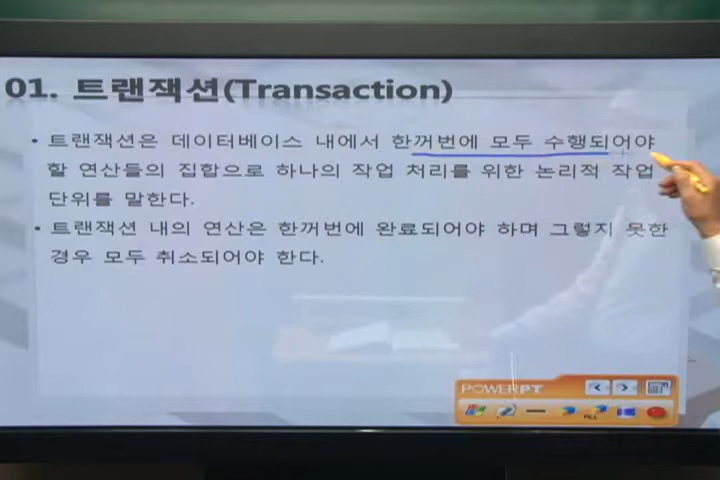 01. 트랜잭션(Transaction)
• 트랜잭션은 데이터베이스 내에서 한꺼번에 모두 수행되어야
할 연산들의 집합으로 하나의 작업 처리를 위한 논리적 작업
단위를 말한다.
• 트랜잭션 내의 연산은 한꺼번에 완료되어야 하며 그렇지 못한
경우 모두 취소되어야 한다.
POWERPT
ALL